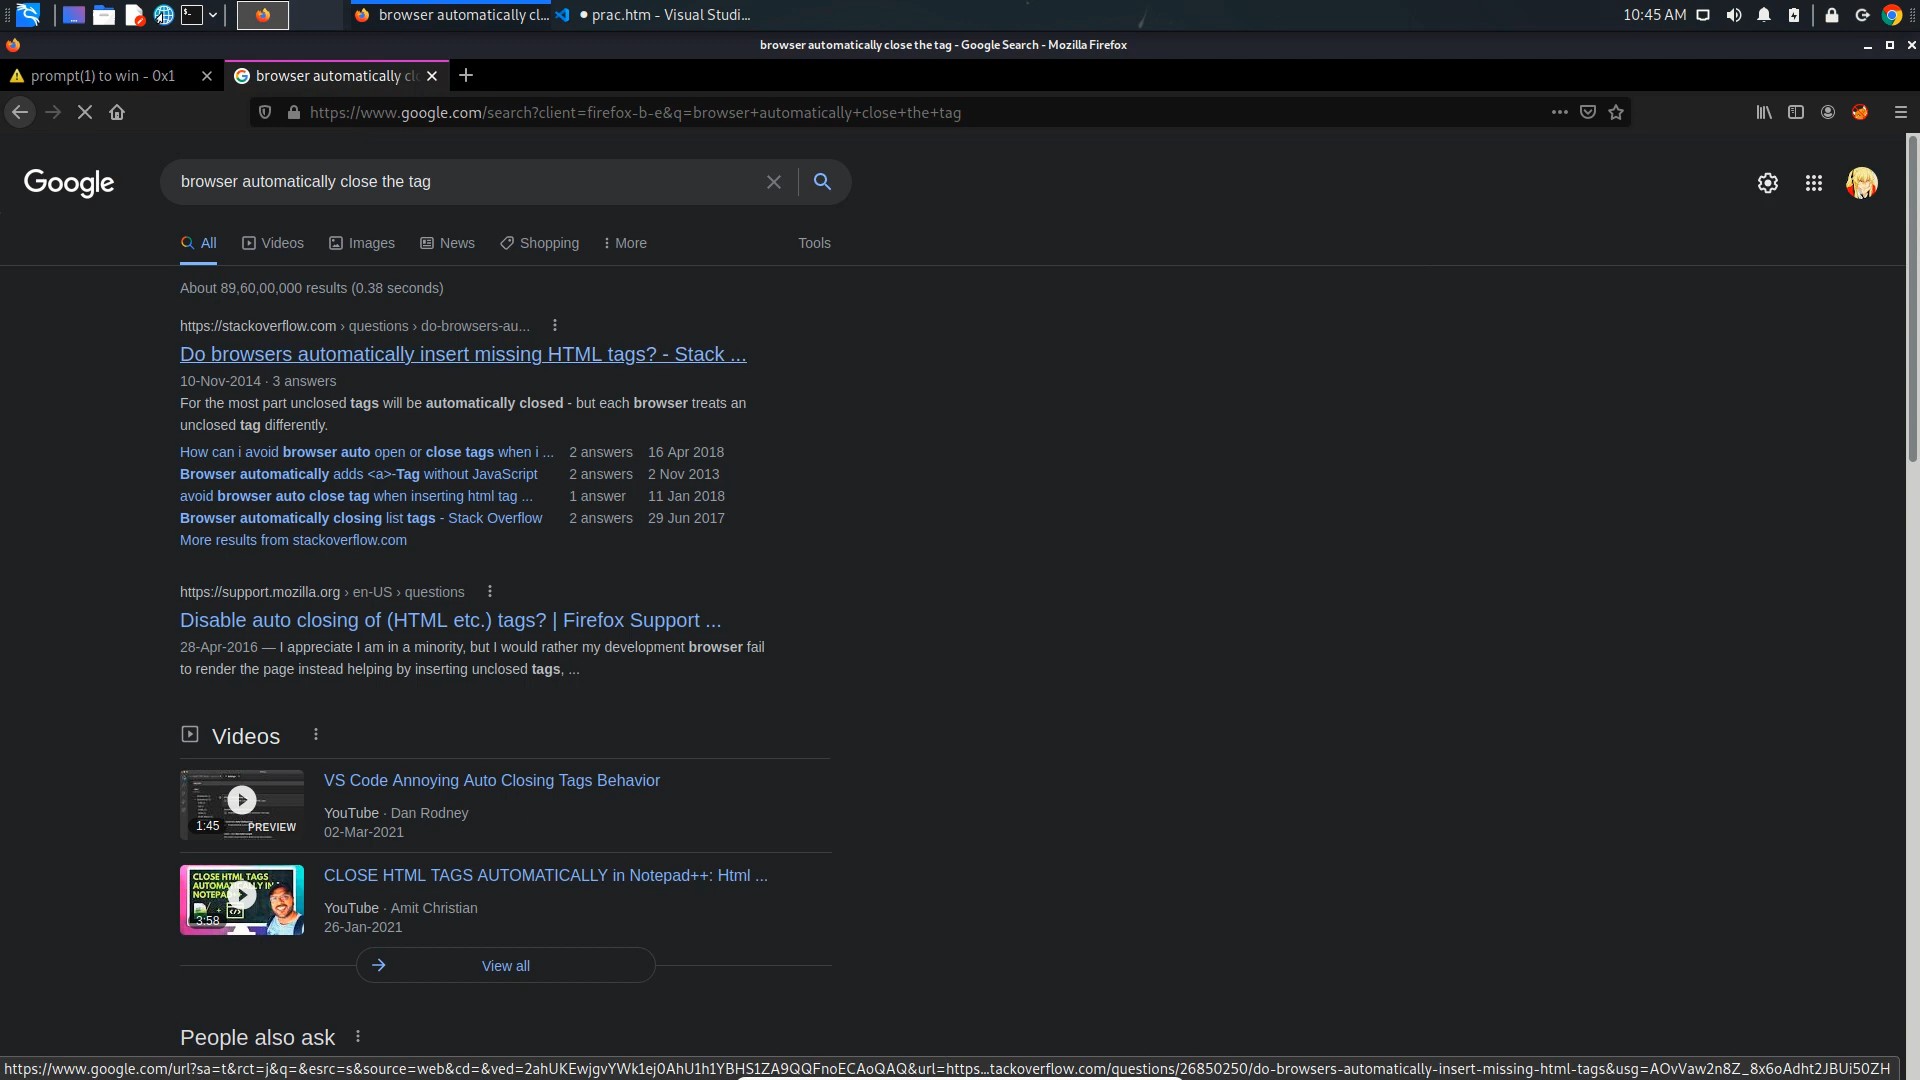 browser automatically cl...
● prac.htm - Visual Studi...
10:45 AM
browser automatically close the tag - Google Search - Mozilla Firefox
prompt(1) to win - 0x1
browser automatically clo
https://www.google.com/search?client=firefox-b-e&q=browser+automatically+close+the+tag
Google
browser automatically close the tag
All
Videos
Images
News
Shopping
More
Tools
About 89,60,00,000 results (0.38 seconds)
https://stackoverflow.com › questions › do-browsers-au...
Do browsers automatically insert missing HTML tags? - Stack ...
10-Nov-2014 · 3 answers
For the most part unclosed tags will be automatically closed - but each browser treats an
unclosed tag differently.
How can i avoid browser auto open or close tags when i ... 2 answers 16 Apr 2018
Browser automatically adds <a>-Tag without JavaScript 2 answers 2 Nov 2013
avoid browser auto close tag when inserting html tag ... 1 answer 11 Jan 2018
Browser automatically closing list tags - Stack Overflow 2 answers 29 Jun 2017
More results from stackoverflow.com
https://support.mozilla.org › en-US › questions
Disable auto closing of (HTML etc.) tags? | Firefox Support ...
28-Apr-2016 — I appreciate I am in a minority, but I would rather my development browser fail
to render the page instead helping by inserting unclosed tags, ...
Videos
1:45
PREVIEW
VS Code Annoying Auto Closing Tags Behavior
YouTube · Dan Rodney
02-Mar-2021
CLOSE HTML TAGS
AUTOMATICALLY IN
NOTEPAD++
3:58
CLOSE HTML TAGS AUTOMATICALLY in Notepad++: Html ...
YouTube · Amit Christian
26-Jan-2021
View all
People also ask
https://www.google.com/url?sa=t&rct=j&q=&esrc=s&source=web&cd=&ved=2ahUKEwjgvYWk1ej0AhU1h1YBHS1ZA9QQFnoECAoQAQ&url=https...tackoverflow.com/questions/26850250/do-browsers-automatically-insert-missing-html-tags&usg=AOvVaw2n8Z_8x6oAdht2JBUi50ZH